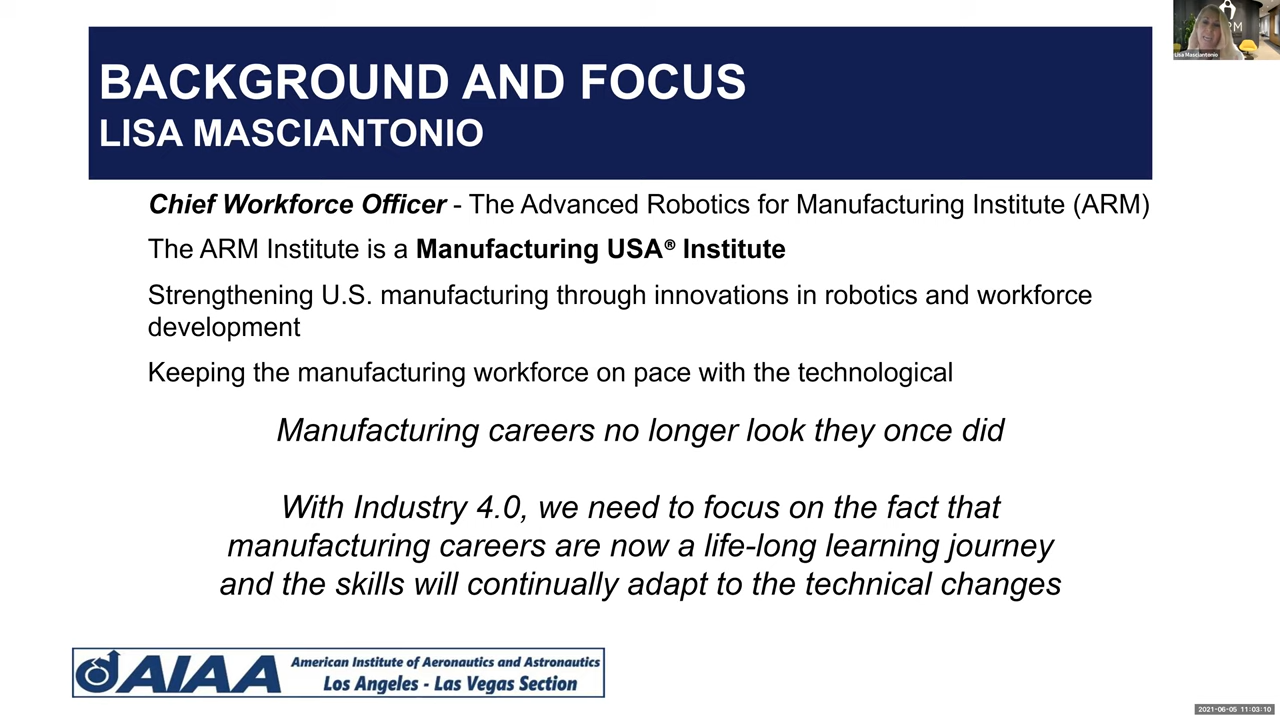 BACKGROUND AND FOCUS
LISA MASCIANTONIO
Chief Workforce Officer - The Advanced Robotics for Manufacturing Institute (ARM)
The ARM Institute is a Manufacturing USA® Institute
Strengthening U.S. manufacturing through innovations in robotics and workforce
development
Keeping the manufacturing workforce on pace with the technological
Manufacturing careers no longer look they once did
With Industry 4.0, we need to focus on the fact that
manufacturing careers are now a life-long learning journey
and the skills will continually adapt to the technical changes
AIAA
American Institute of Aeronautics and Astronautics
Los Angeles - Las Vegas Section
Lisa Masciantonio
2021-06-05 11:03:10